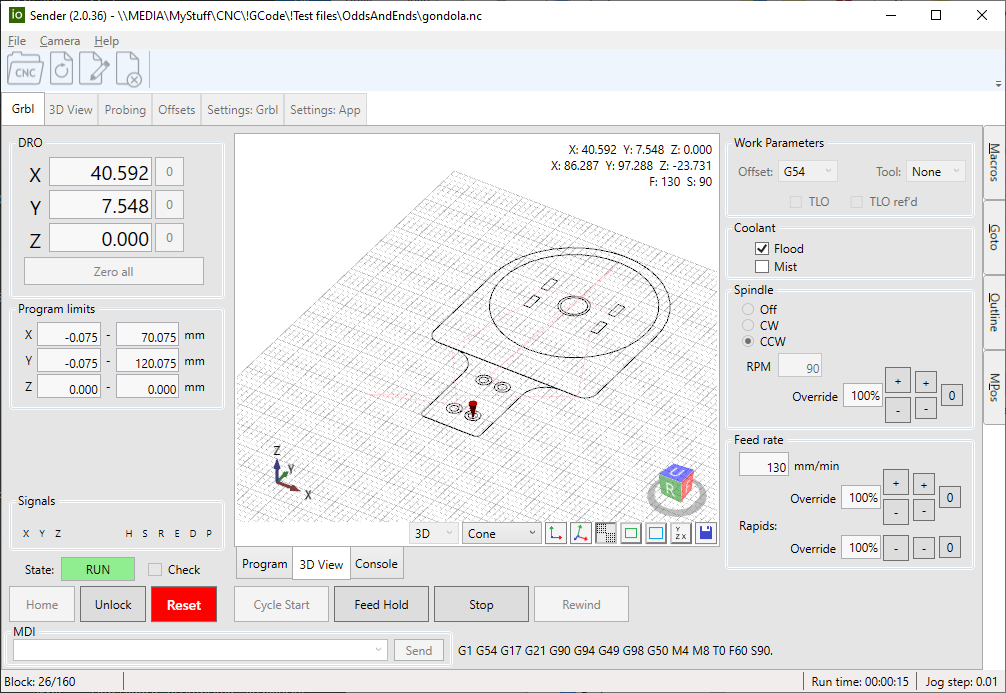 io Sender (2.0.36) - \\MEDIA\MyStuff\CNC\!GCode\!Test files\OddsAndEnds\gondola.nc
File Camera Help
CNC
Grbl 3D View Probing Offsets Settings: Grbl Settings: App
DRO
X 40.592 0
Y 7.548 0
Z 0.000 0
Zero all
Program limits
X -0.075 - 70.075 mm
Y -0.075 - 120.075 mm
Z 0.000 - 0.000 mm
Signals
X Y Z H S R E D P
State: RUN Check
Home Unlock Reset
X: 40.592 Y: 7.548 Z: 0.000
X: 86.287 Y: 97.288 Z: -23.731
F: 130 S: 90
Z
Y
X
U
R F
3D Cone
Y
Z X
Program 3D View Console
Cycle Start Feed Hold Stop Rewind
Work Parameters
Offset: G54 Tool: None
TLO TLO ref'd
Coolant
Flood
Mist
Spindle
Off
CW
CCW
RPM 90
Override 100% + - + - 0
Feed rate
130 mm/min
Override 100% + - + - 0
Rapids:
Override 100% - - 0
Macros
Goto
Outline
MPos
MDI
Send G1 G54 G17 G21 G90 G94 G49 G98 G50 M4 M8 T0 F60 S90.
Block: 26/160 Run time: 00:00:15 Jog step: 0.01